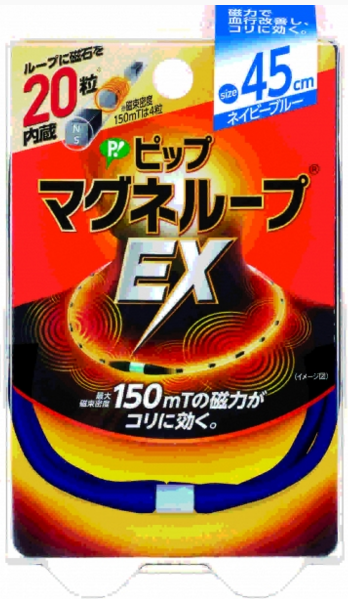 磁力で
血行改善し、
コリに効く。
size 45cm
ネイビーブルー
ループに磁石を
20粒
内蔵
N
S
※磁束密度
150mTは4粒
P!
ピップ
マグネループ®
EX
(イメージ図)
最大
磁束密度 150mTの磁力が
コリに効く。